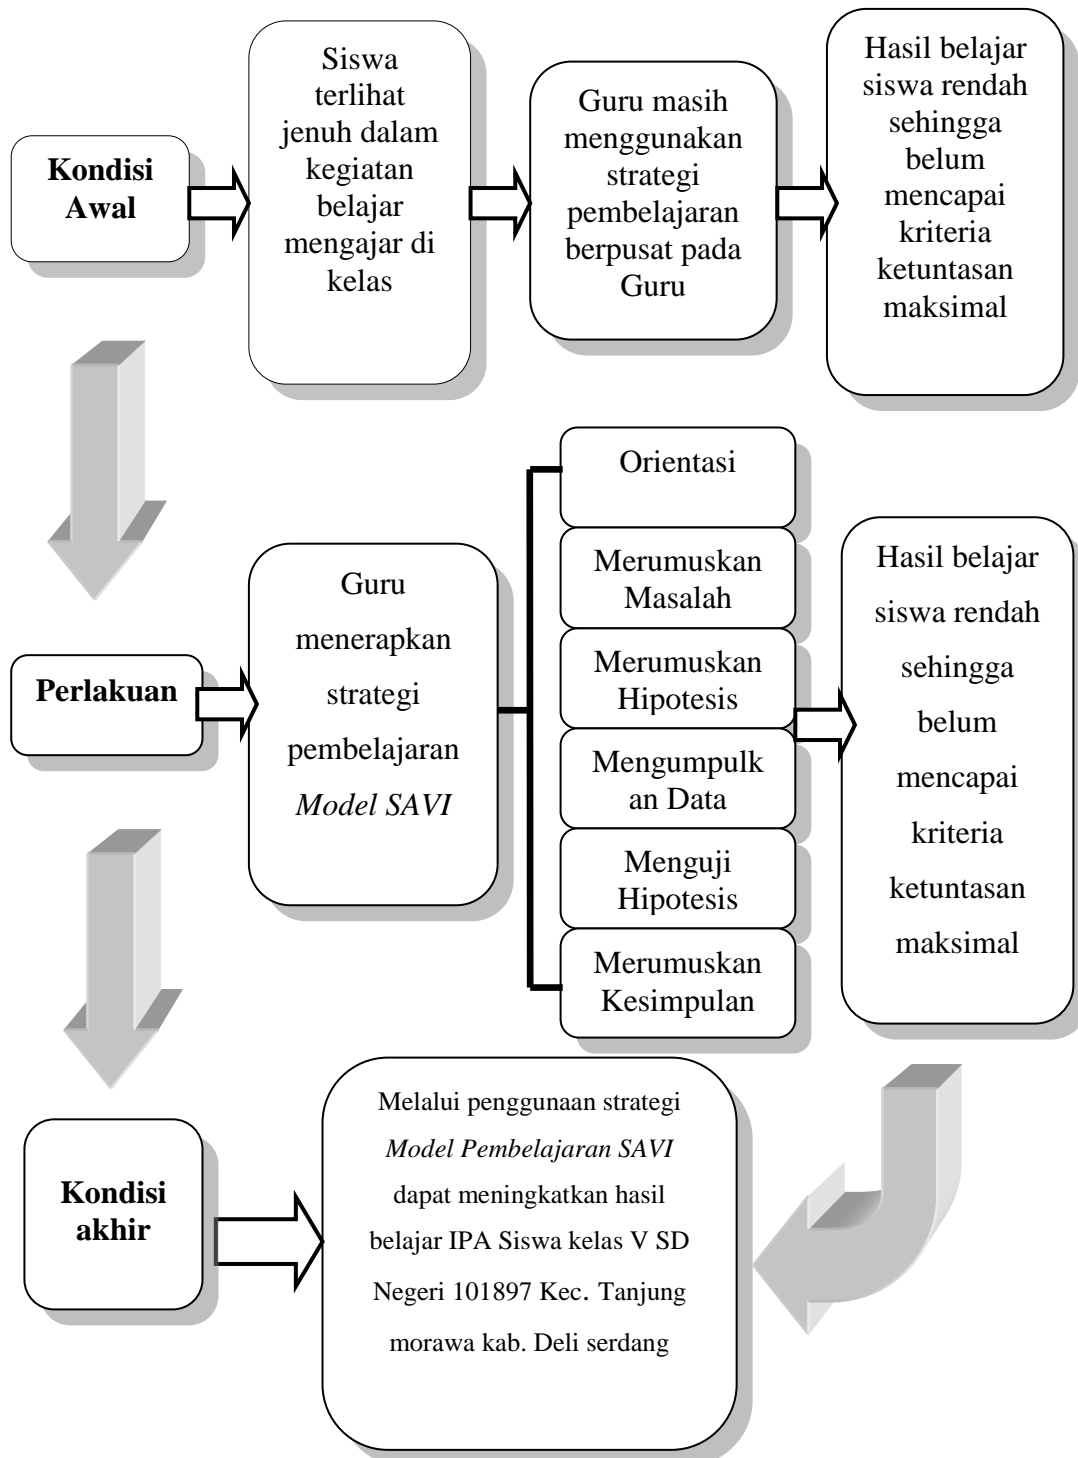 Kondisi
Awal
Siswa
terlihat
jenuh dalam
kegiatan
belajar
mengajar di
kelas
Guru masih
menggunakan
strategi
pembelajaran
berpusat pada
Guru
Hasil belajar
siswa rendah
sehingga
belum
mencapai
kriteria
ketuntasan
maksimal
Perlakuan
Guru
menerapkan
strategi
pembelajaran
Model SAVI
Orientasi
Merumuskan
Masalah
Merumuskan
Hipotesis
Mengumpulk
an Data
Menguji
Hipotesis
Merumuskan
Kesimpulan
Hasil belajar
siswa rendah
sehingga
belum
mencapai
kriteria
ketuntasan
maksimal
Kondisi
akhir
Melalui penggunaan strategi
Model Pembelajaran SAVI
dapat meningkatkan hasil
belajar IPA Siswa kelas V SD
Negeri 101897 Kec. Tanjung
morawa kab. Deli serdang